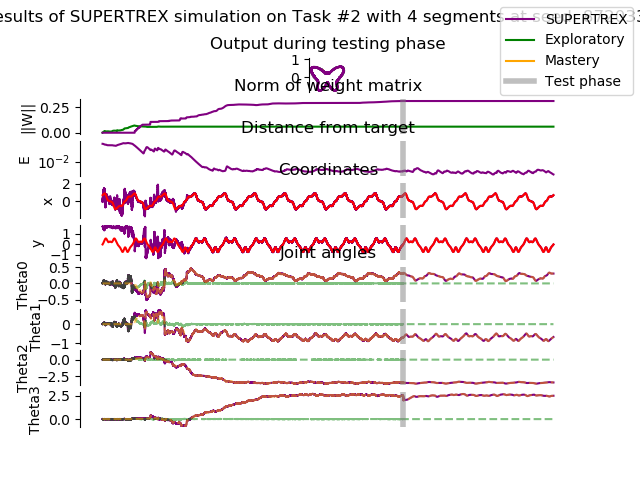 esults of SUPERTREX simulation on Task #2 with 4 segments at seed
SUPERTREX
Exploratory
Mastery
Test phase
Output during testing phase
1
0
Norm of weight matrix
||W||
0.25
0.00
Distance from target
E
10⁻²
Coordinates
x
2
0
y
1
0
−1
Joint angles
Theta0
0.5
0.0
−0.5
Theta1
0
−1
Theta2
0.0
−2.5
Theta3
2.5
0.0